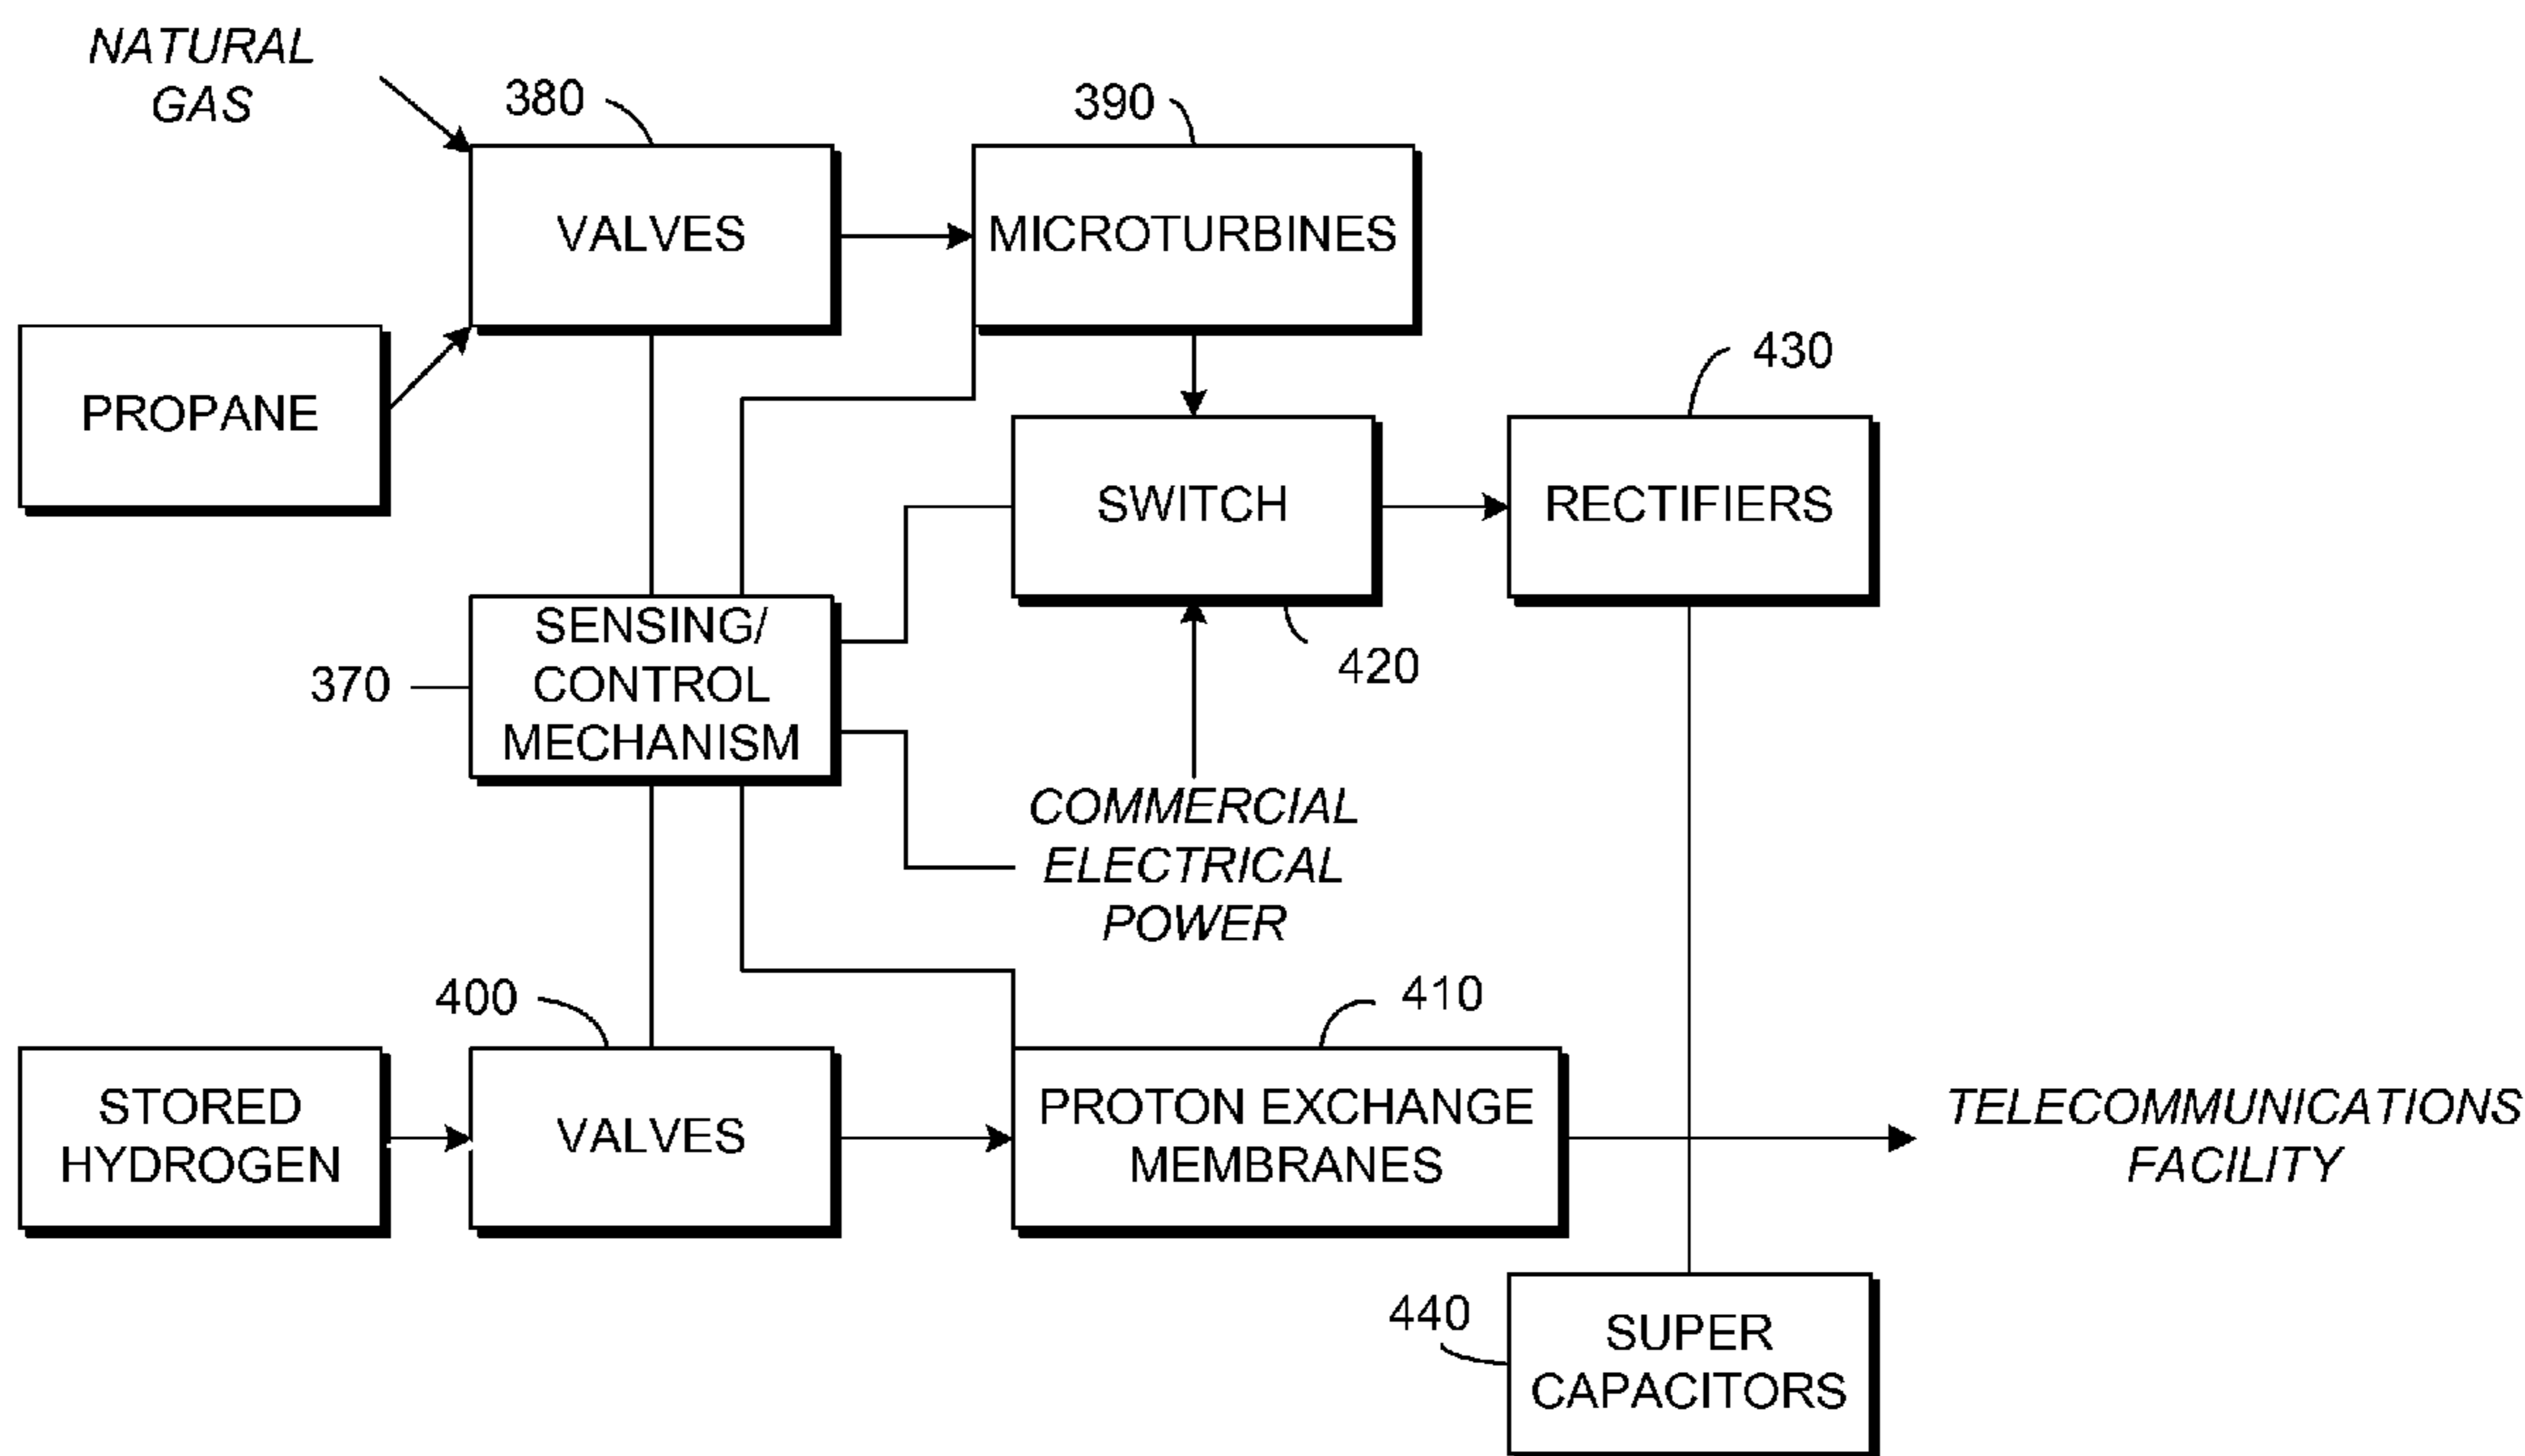 NATURAL
GAS
380
390
VALVES
MICROTURBINES
PROPANE
430
SWITCH
RECTIFIERS
SENSING/
CONTROL
MECHANISM
370
420
COMMERCIAL
ELECTRICAL
POWER
400
410
STORED
HYDROGEN
VALVES
PROTON EXCHANGE
MEMBRANES
TELECOMMUNICATIONS
FACILITY
440
SUPER
CAPACITORS